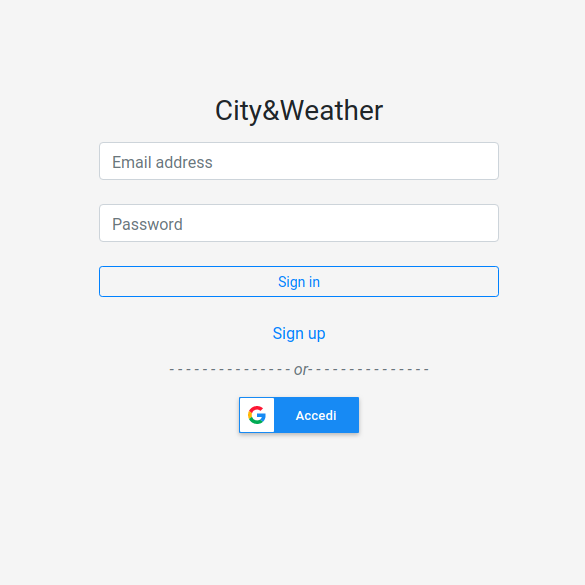 City&Weather
Email address
Password
Sign in
Sign up
- - - - - - - - - - - - - - - or- - - - - - - - - - - - - - -
Accedi